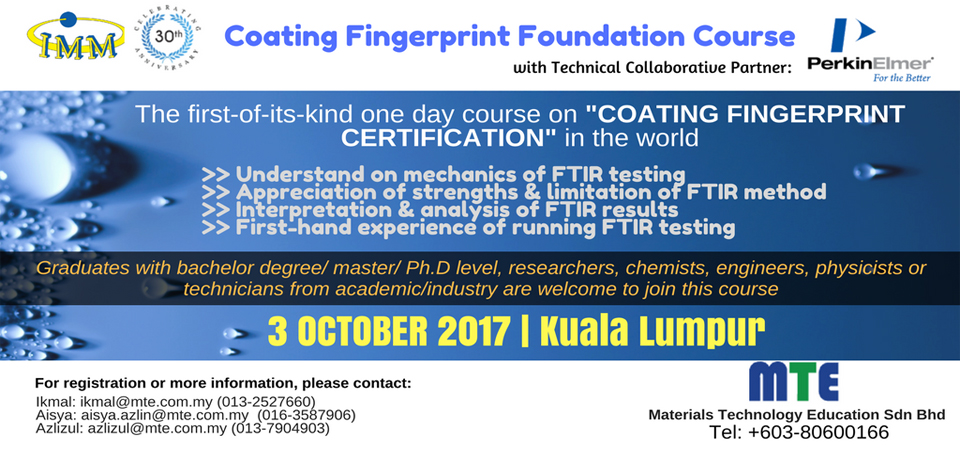 IMM
CELEBRATING
30th
ANNIVERSARY
Coating Fingerprint Foundation Course
with Technical Collaborative Partner:
PerkinElmer®
For the Better
The first-of-its-kind one day course on "COATING FINGERPRINT
CERTIFICATION" in the world
>> Understand on mechanics of FTIR testing
>> Appreciation of strengths & limitation of FTIR method
>> Interpretation & analysis of FTIR results
>> First-hand experience of running FTIR testing
Graduates with bachelor degree/ master/ Ph.D level, researchers, chemists, engineers, physicists or
technicians from academic/industry are welcome to join this course
3 OCTOBER 2017 | Kuala Lumpur
For registration or more information, please contact:
Ikmal: ikmal@mte.com.my (013-2527660)
Aisya: aisya.azlin@mte.com.my (016-3587906)
Azlizul: azlizul@mte.com.my (013-7904903)
MTE
Materials Technology Education Sdn Bhd
Tel: +603-80600166